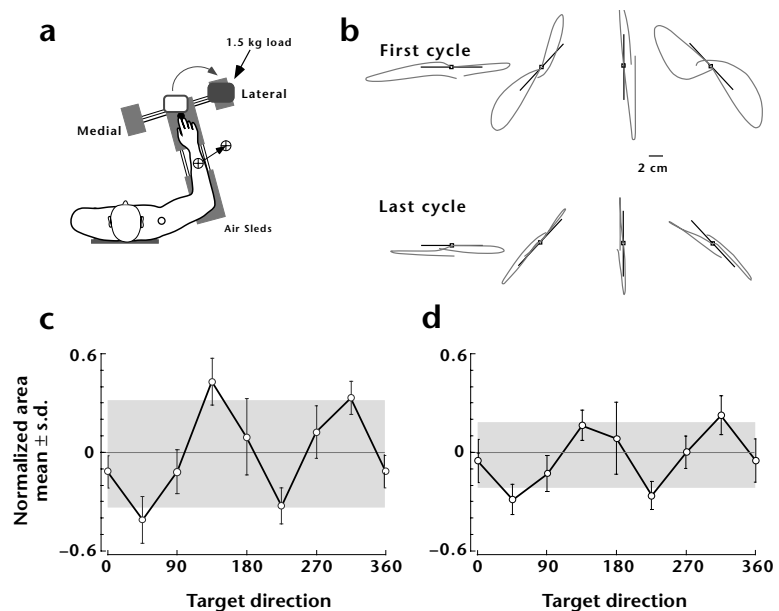 a
1.5 kg load
Lateral
Medial
Air Sleds
b
First cycle
2 cm
Last cycle
c
Normalized area
mean ± s.d.
0.6
0
−0.6
0 90 180 270 360
Target direction
d
0.6
0
−0.6
0 90 180 270 360
Target direction